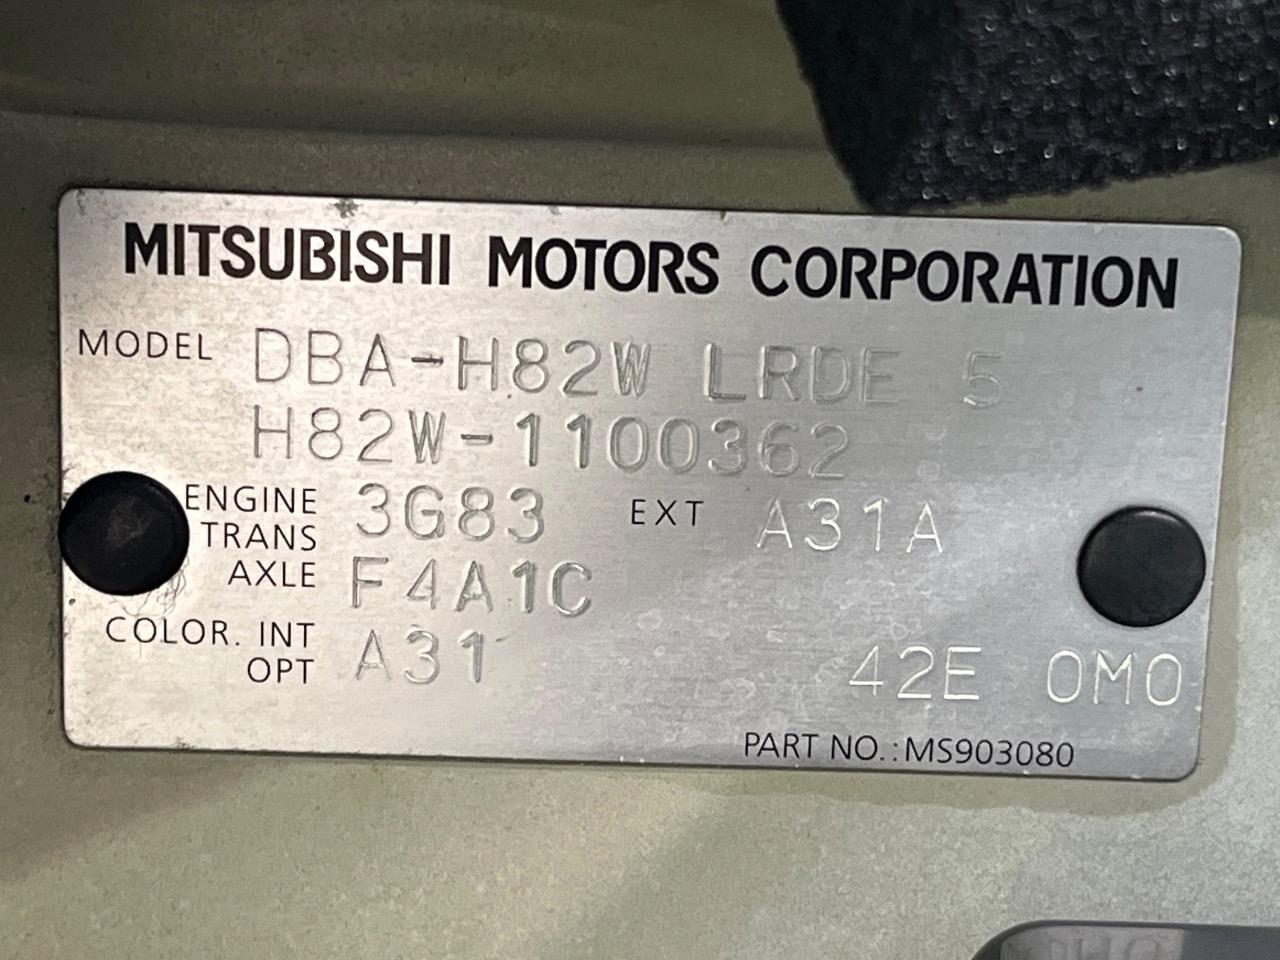 MITSUBISHI MOTORS CORPORATION
MODEL DBA-H82W LRDE 5
H82W-1100362
ENGINE 3G83 EXT A31A
TRANS
AXLE F4A1C
COLOR. INT A31
OPT 42E 0M0
PART NO.:MS903080